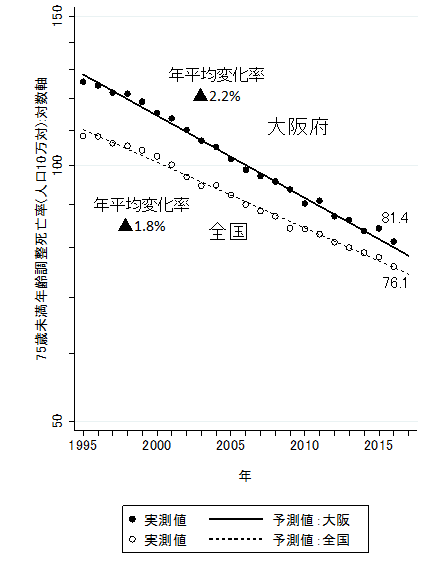 75歳未満年齢調整死亡率(人口10万対):対数軸
150
100
50
年平均変化率
▲2.2%
大阪府
年平均変化率
▲1.8%
全国
81.4
76.1
1995 2000 2005 2010 2015
年
実測値 予測値:大阪
実測値 予測値:全国